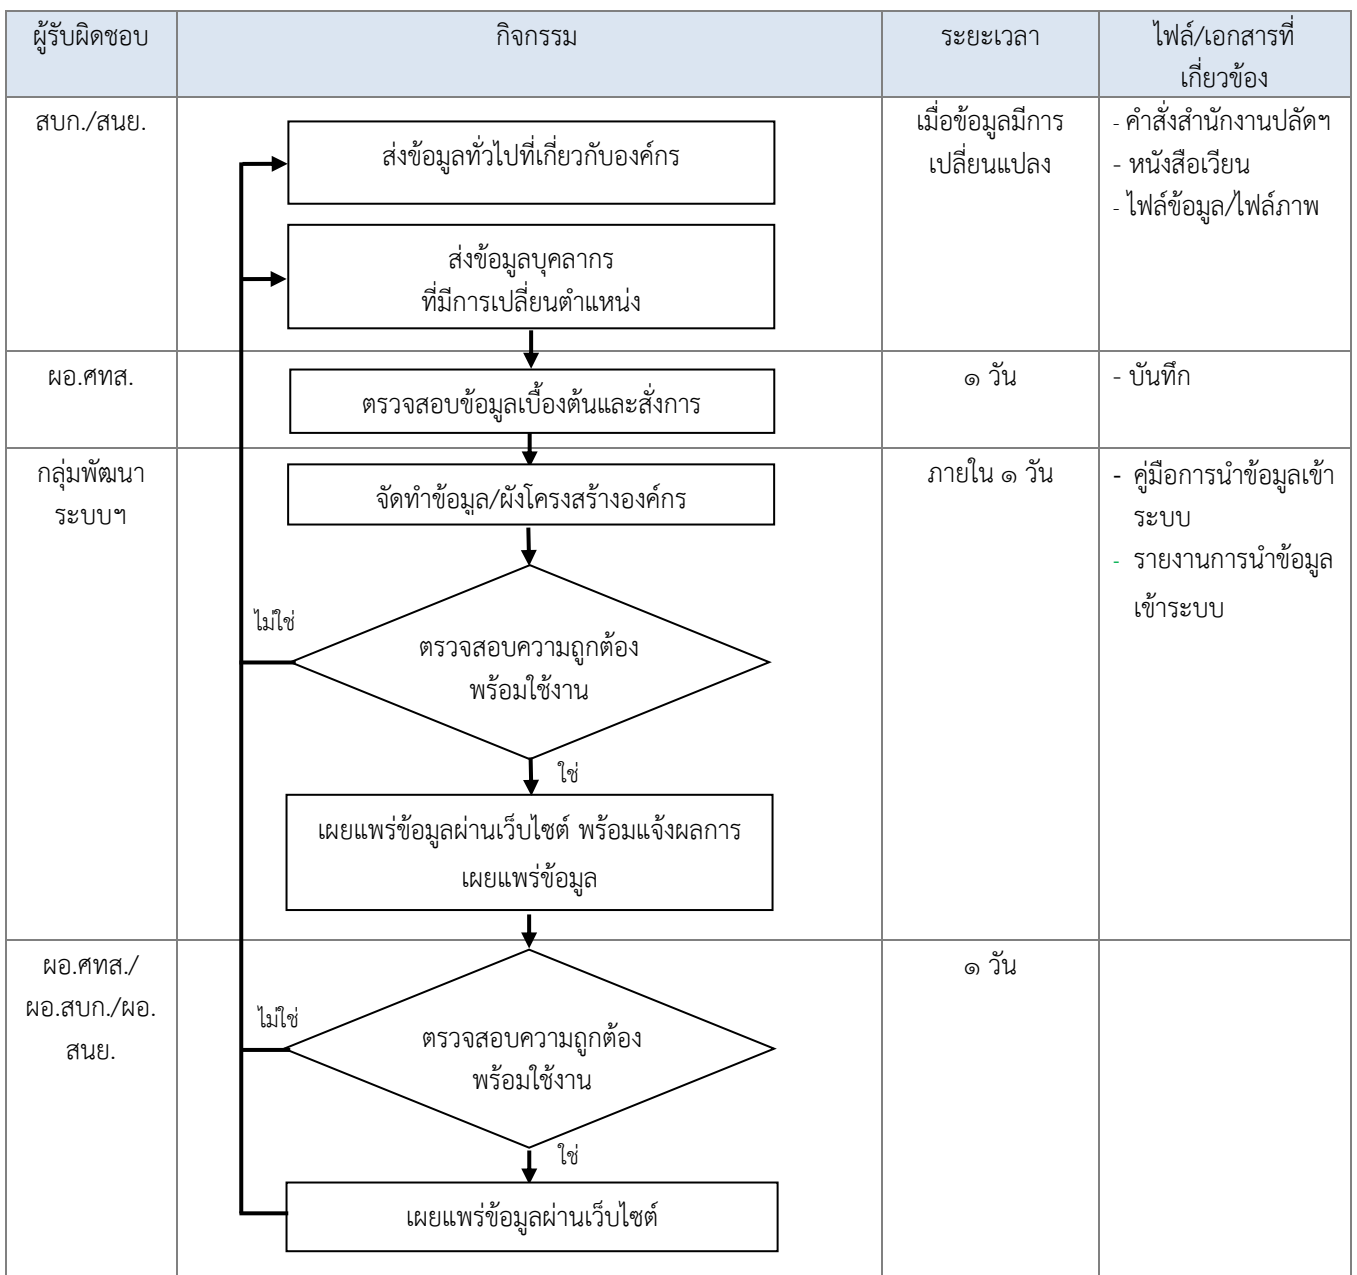 ผู้รับผิดชอบ
กิจกรรม
ระยะเวลา
ไฟล์/เอกสารที่
เกี่ยวข้อง
สบก./สนย.
ส่งข้อมูลทั่วไปที่เกี่ยวกับองค์กร
ส่งข้อมูลบุคลากร
ที่มีการเปลี่ยนตำแหน่ง
เมื่อข้อมูลมีการ
เปลี่ยนแปลง
- คำสั่งสำนักงานปลัดฯ
- หนังสือเวียน
- ไฟล์ข้อมูล/ไฟล์ภาพ
ผอ.ศทส.
ตรวจสอบข้อมูลเบื้องต้นและสั่งการ
๑ วัน
- บันทึก
กลุ่มพัฒนา
ระบบฯ
จัดทำข้อมูล/ผังโครงสร้างองค์กร
ไม่ใช่
ตรวจสอบความถูกต้อง
พร้อมใช้งาน
ใช่
เผยแพร่ข้อมูลผ่านเว็บไซต์ พร้อมแจ้งผลการ
เผยแพร่ข้อมูล
ภายใน ๑ วัน
- คู่มือการนำข้อมูลเข้า
ระบบ
- รายงานการนำข้อมูล
เข้าระบบ
ผอ.ศทส./
ผอ.สบก./ผอ.
สนย.
ไม่ใช่
ตรวจสอบความถูกต้อง
พร้อมใช้งาน
ใช่
เผยแพร่ข้อมูลผ่านเว็บไซต์
๑ วัน